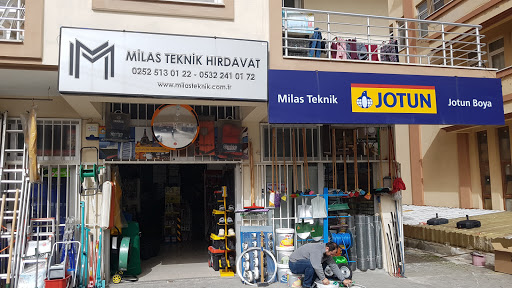 MİLAS TEKNİK HIRDAVAT
0252 513 01 22 - 0532 241 01 72
www.milasteknik.com.tr
Milas Teknik
JOTUN
Jotun Boya